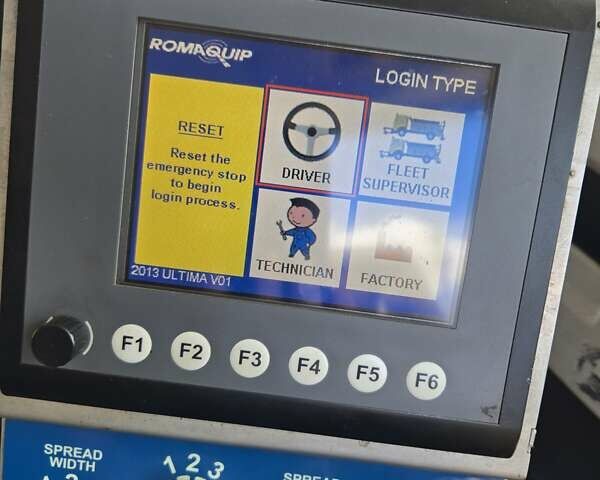 ROMAQUIP
LOGIN TYPE
RESET
Reset the
emergency stop
to begin
login process.
DRIVER
FLEET
SUPERVISOR
TECHNICIAN
FACTORY
2013 ULTIMA V01
F1 F2 F3 F4 F5 F6
SPREAD
WIDTH
1 2 3